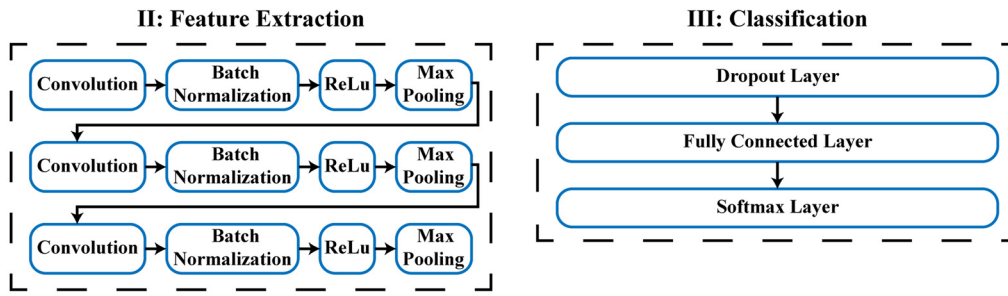 II: Feature Extraction
Convolution
Batch
Normalization
ReLu
Max
Pooling
Convolution
Batch
Normalization
ReLu
Max
Pooling
Convolution
Batch
Normalization
ReLu
Max
Pooling
III: Classification
Dropout Layer
Fully Connected Layer
Softmax Layer